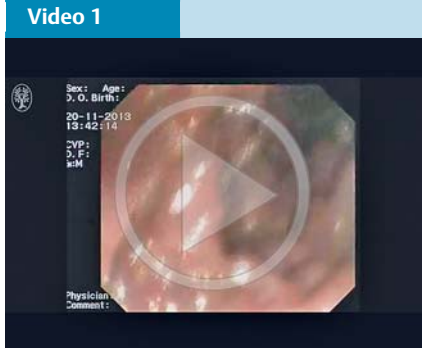 Video 1
Sex: Age:
D.O.Birth:
20-11-2013
13:42:14
CVP:
D.F:
Physician
Comment: